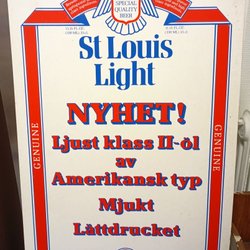 SPECIAL
QUALITY
BEER
St Louis
Light
NYHET!
Ljust klass II-öl
av
Amerikansk typ
Mjukt
Lättdrucket
GENUINE
GENUINE